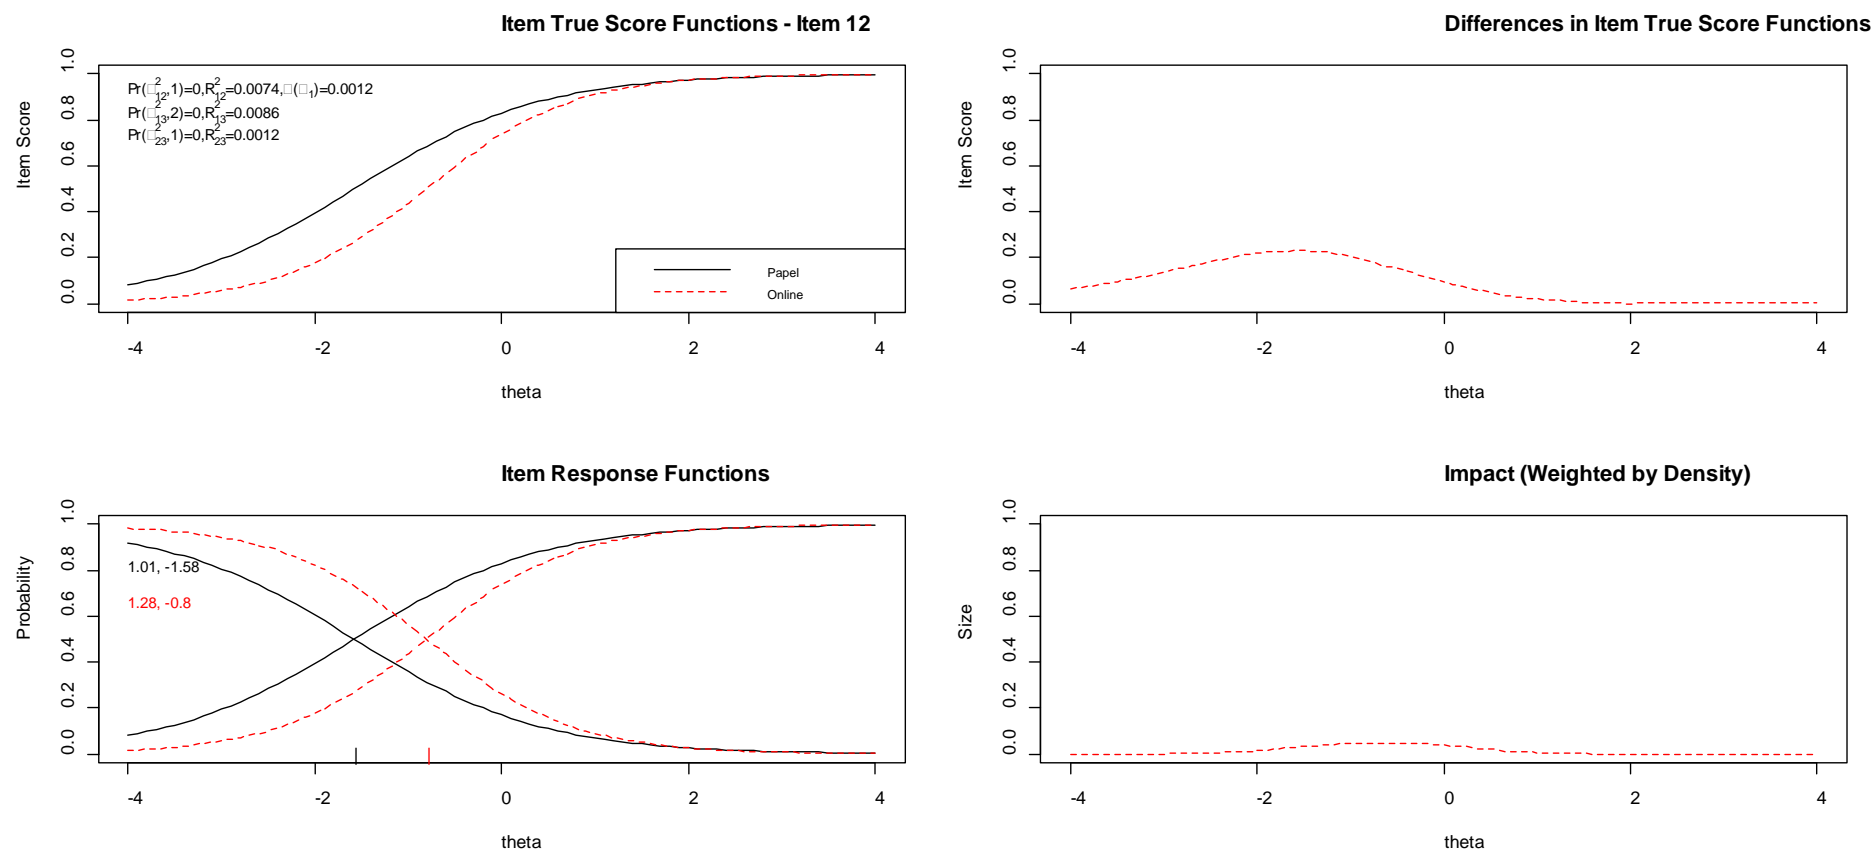 Item True Score Functions - Item 12
Item Score
0.0 0.2 0.4 0.6 0.8 1.0
Pr(□²₁₂,1)=0,R²₁₂=0.0074,□(□₁)=0.0012
Pr(□²₁₃,2)=0,R²₁₃=0.0086
Pr(□²₂₃,1)=0,R²₂₃=0.0012
Papel
Online
-4 -2 0 2 4
theta
Differences in Item True Score Functions
Item Score
0.0 0.2 0.4 0.6 0.8 1.0
-4 -2 0 2 4
theta
Item Response Functions
Probability
0.0 0.2 0.4 0.6 0.8 1.0
1.01, -1.58
1.28, -0.8
-4 -2 0 2 4
theta
Impact (Weighted by Density)
Size
0.0 0.2 0.4 0.6 0.8 1.0
-4 -2 0 2 4
theta